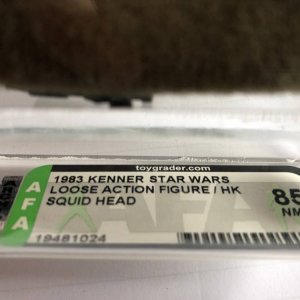 toygrader.com
AFA
1983 KENNER STAR WARS
LOOSE ACTION FIGURE / HK
SQUID HEAD
85
NM
19481024